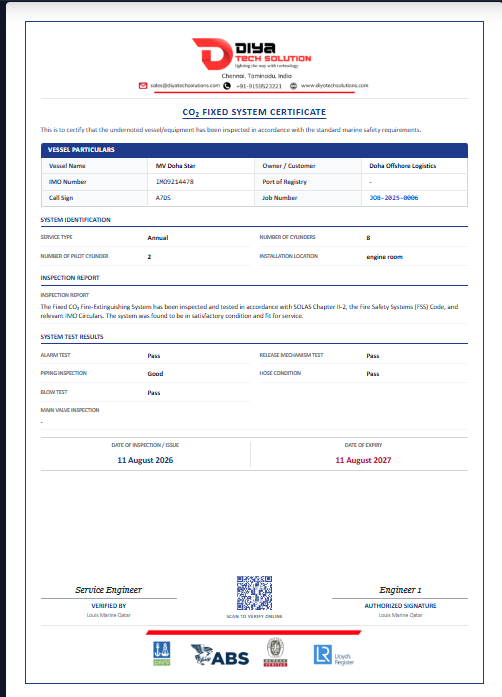 DIYA
TECH SOLUTION
lighting the way with technology
Chennai, Taminadu, India
sales@diyatechsolutions.com +91-9159523221 www.diyatechsolutions.com
CO₂ FIXED SYSTEM CERTIFICATE
This is to certify that the undernoted vessel/equipment has been inspected in accordance with the standard marine safety requirements.
VESSEL PARTICULARS
Vessel Name MV Doha Star Owner / Customer Doha Offshore Logistics
IMO Number IMO9214478 Port of Registry -
Call Sign A7DS Job Number JOB-2025-0006
SYSTEM IDENTIFICATION
SERVICE TYPE Annual NUMBER OF CYLINDERS 8
NUMBER OF PILOT CYLINDER 2 INSTALLATION LOCATION engine room
INSPECTION REPORT
INSPECTION REPORT
The Fixed CO₂ Fire-Extinguishing System has been inspected and tested in accordance with SOLAS Chapter II-2, the Fire Safety Systems (FSS) Code, and
relevant IMO Circulars. The system was found to be in satisfactory condition and fit for service.
SYSTEM TEST RESULTS
ALARM TEST Pass RELEASE MECHANISM TEST Pass
PIPING INSPECTION Good HOSE CONDITION Pass
BLOW TEST Pass
MAIN VALVE INSPECTION
-
DATE OF INSPECTION / ISSUE DATE OF EXPIRY
11 August 2026 11 August 2027
Service Engineer Engineer 1
VERIFIED BY AUTHORIZED SIGNATURE
Louis Marine Qatar Louis Marine Qatar
SCAN TO VERIFY ONLINE
ABS
Lloyd's
Register